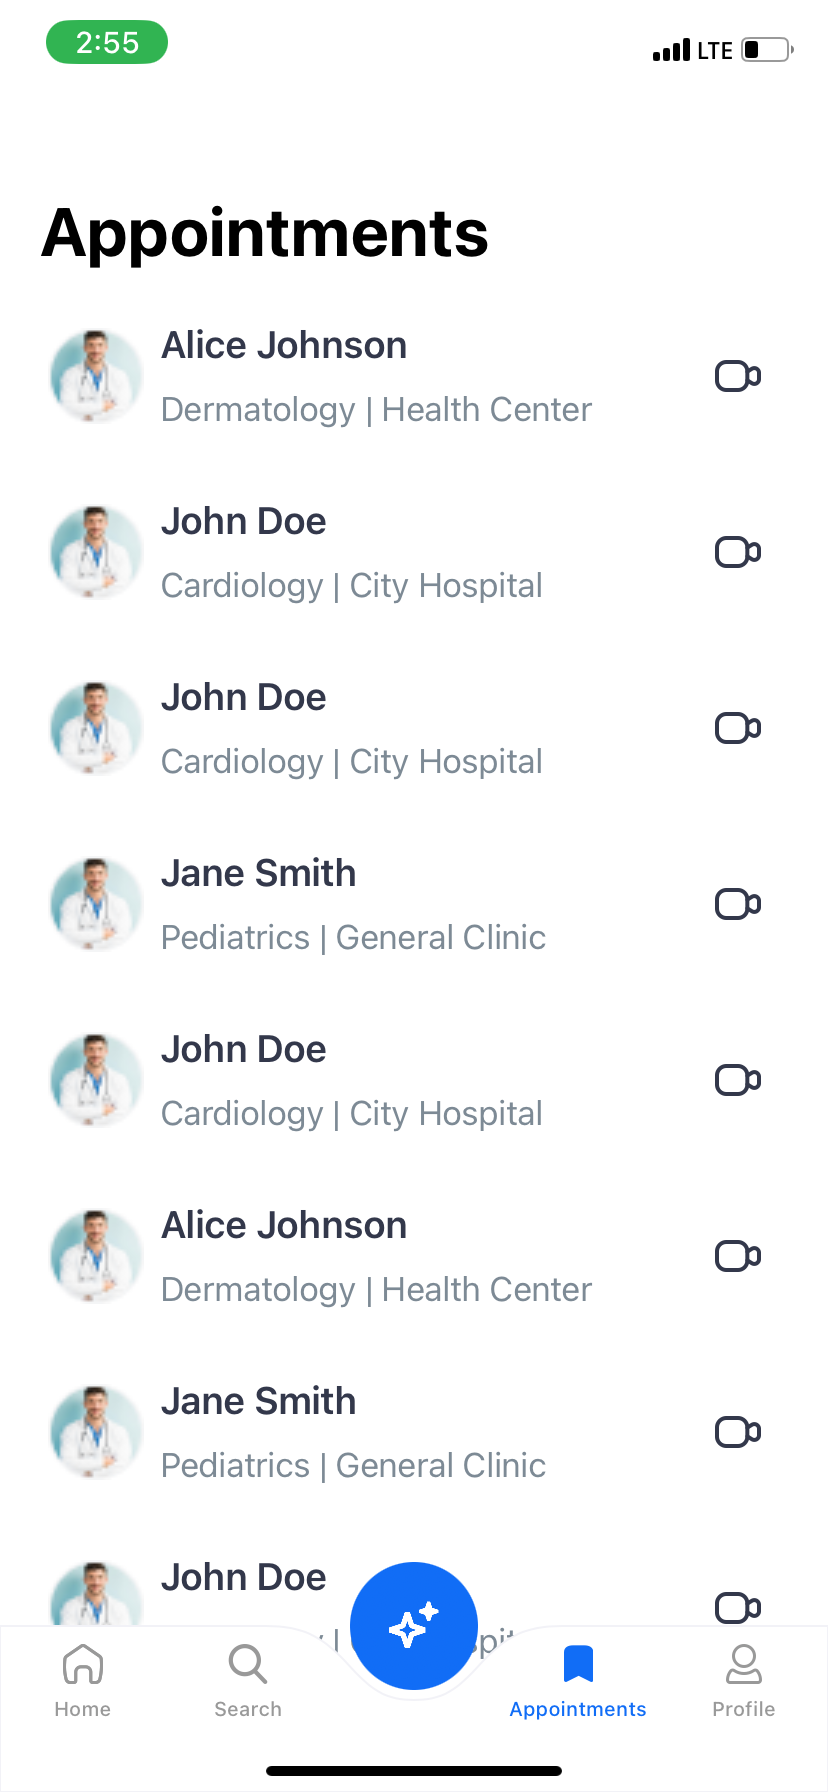 2:55
LTE
Appointments
Alice Johnson
Dermatology | Health Center
John Doe
Cardiology | City Hospital
John Doe
Cardiology | City Hospital
Jane Smith
Pediatrics | General Clinic
John Doe
Cardiology | City Hospital
Alice Johnson
Dermatology | Health Center
Jane Smith
Pediatrics | General Clinic
John Doe
Home
Search
Appointments
Profile